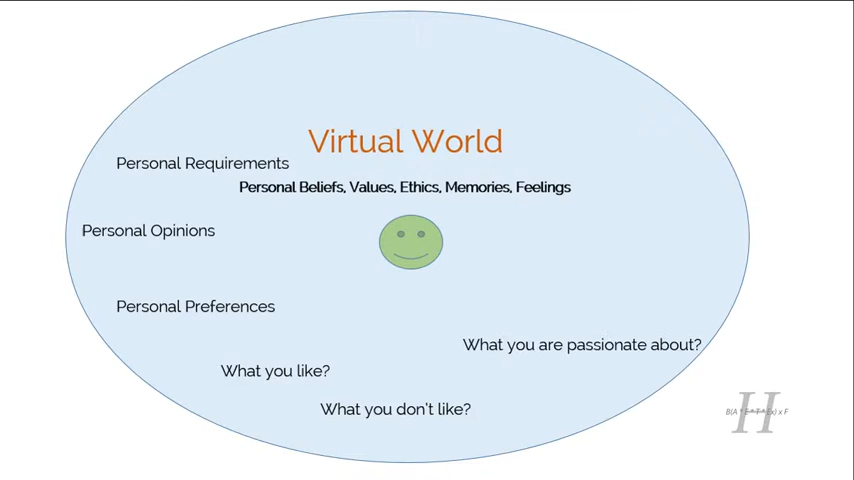 Virtual World
Personal Requirements
Personal Beliefs, Values, Ethics, Memories, Feelings
Personal Opinions
Personal Preferences
What you are passionate about?
What you like?
What you don't like?
H
B(A * E * T * Ex) x F